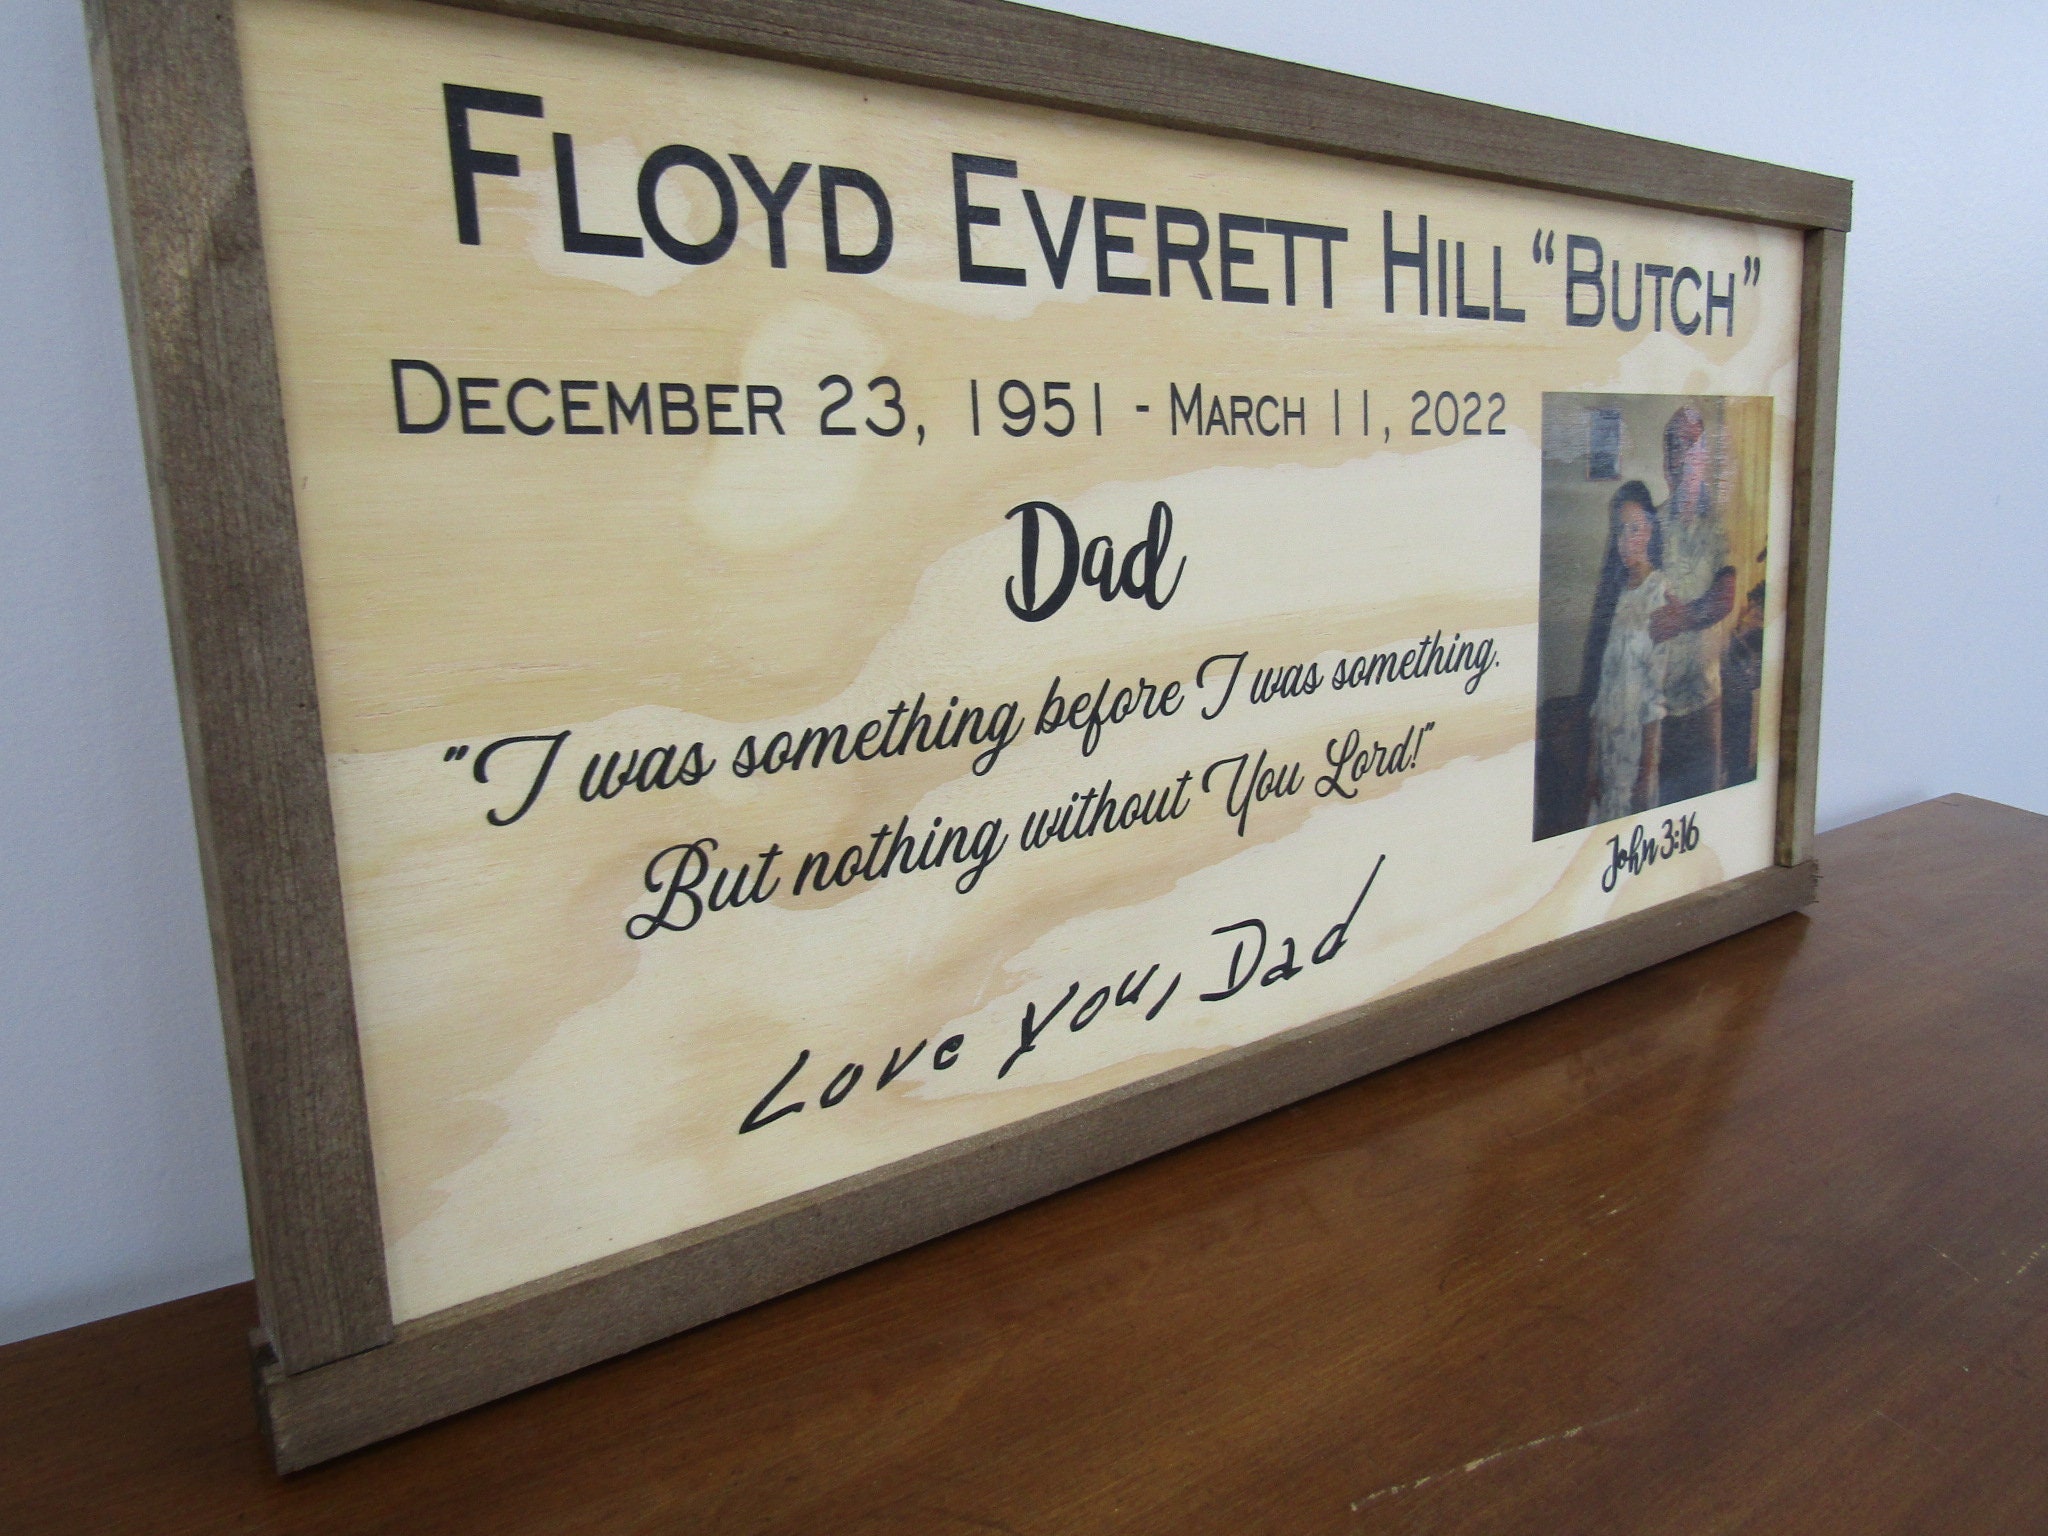 FLOYD EVERETT HILL "BUTCH"
DECEMBER 23, 1951 - MARCH 11, 2022
Dad
"I was something before I was something.
But nothing without You Lord!"
Love You, Dad
John 3:16